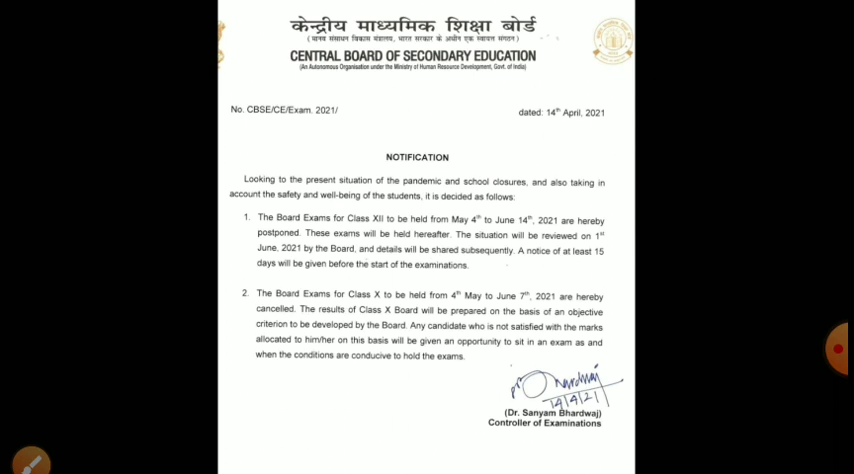 केन्द्रीय माध्यमिक शिक्षा बोर्ड
(मानव संसाधन विकास मंत्रालय, भारत सरकार के अधीन एक स्वायत्त संगठन)
CENTRAL BOARD OF SECONDARY EDUCATION
(An Autonomous Organisation under the Ministry of Human Resource Development, Govt. of India)
No. CBSE/CE/Exam. 2021/
dated: 14th April, 2021
NOTIFICATION
Looking to the present situation of the pandemic and school closures, and also taking in
account the safety and well-being of the students, it is decided as follows:
1. The Board Exams for Class XII to be held from May 4th to June 14th, 2021 are hereby
postponed. These exams will be held hereafter. The situation will be reviewed on 1st
June, 2021 by the Board, and details will be shared subsequently. A notice of at least 15
days will be given before the start of the examinations.
2. The Board Exams for Class X to be held from 4th May to June 7th, 2021 are hereby
cancelled. The results of Class X Board will be prepared on the basis of an objective
criterion to be developed by the Board. Any candidate who is not satisfied with the marks
allocated to him/her on this basis will be given an opportunity to sit in an exam as and
when the conditions are conducive to hold the exams.
14/4/21
(Dr. Sanyam Bhardwaj)
Controller of Examinations